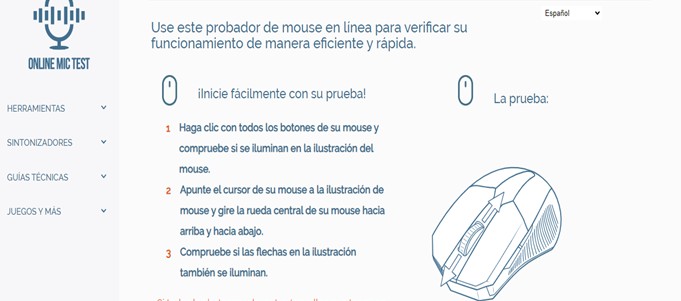 Español
Use este probador de mouse en línea para verificar su
funcionamiento de manera eficiente y rápida.
ONLINE MIC TEST
HERRAMIENTAS
SINTONIZADORES
GUÍAS TÉCNICAS
JUEGOS Y MÁS
¡Inicie fácilmente con su prueba!
1 Haga clic con todos los botones de su mouse y
compruebe si se iluminan en la ilustración del
mouse.
2 Apunte el cursor de su mouse a la ilustración de
mouse y gire la rueda central de su mouse hacia
arriba y hacia abajo.
3 Compruebe si las flechas en la ilustración
también se iluminan.
La prueba: